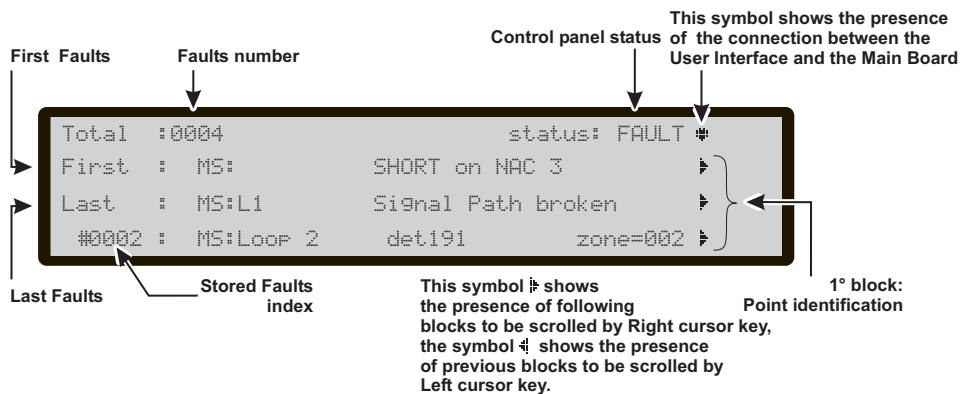 This symbol shows the presence
of the connection between the
User Interface and the Main Board
Control panel status
First Faults
Faults number
Total :0004 status: FAULT
First : MS: SHORT on NAC 3
Last : MS:L1 Signal Path broken
#0002 : MS:Loop 2 det191 zone=002
Last Faults
Stored Faults
index
This symbol shows
the presence of following
blocks to be scrolled by Right cursor key,
the symbol shows the presence
of previous blocks to be scrolled by
Left cursor key.
1° block:
Point identification